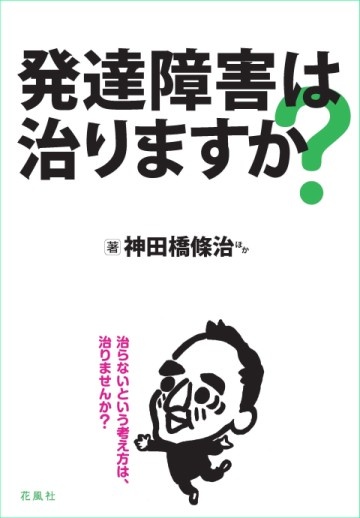 発達障害は
治りますか?
著 神田橋條治 ほか
治らないという考え方は、
治りませんか?
花風社